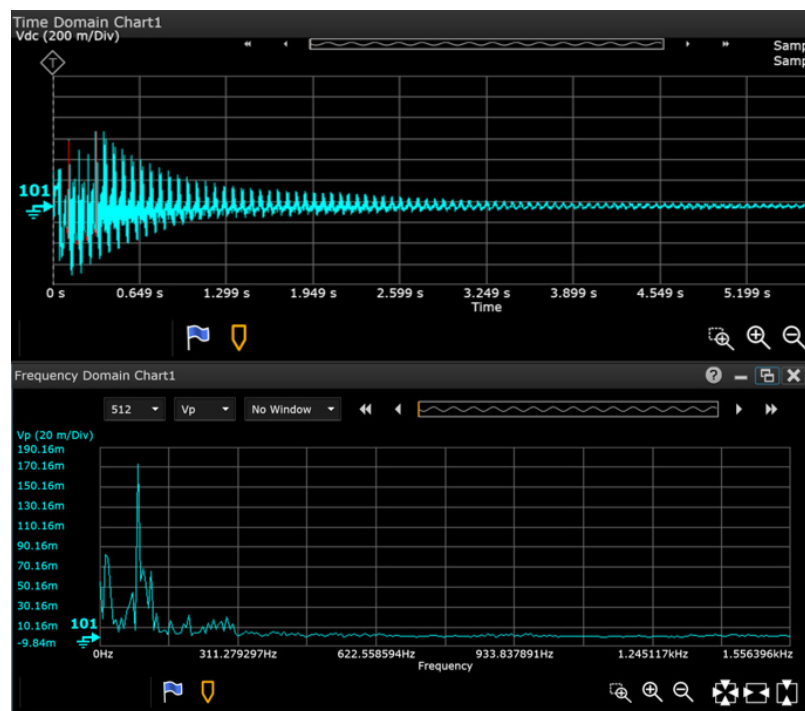 Time Domain Chart1
Vdc (200 m/Div)
Samp
Samp
T
101
0 s 0.649 s 1.299 s 1.949 s 2.599 s 3.249 s 3.899 s 4.549 s 5.199 s
Time
Frequency Domain Chart1
512 Vp No Window
Vp (20 m/Div)
190.16m
170.16m
150.16m
130.16m
110.16m
90.16m
70.16m
50.16m
30.16m
10.16m 101
-9.84m
0Hz 311.279297Hz 622.558594Hz 933.837891Hz 1.245117kHz 1.556396kHz
Frequency